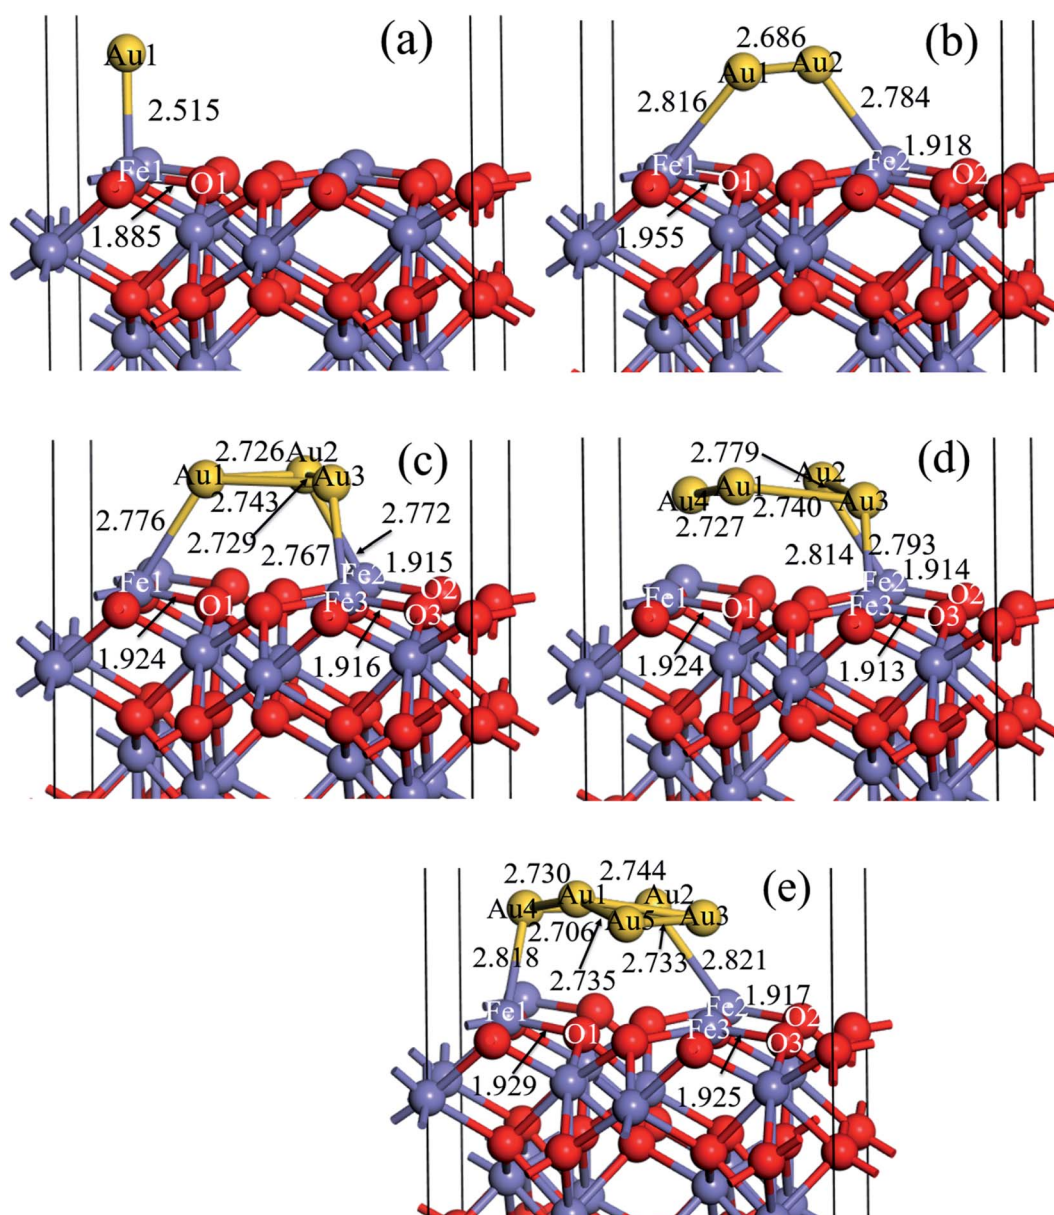 (a)
Au1
2.515
Fe1
O1
1.885
(b)
2.686
Au1
Au2
2.816
2.784
Fe1
Fe2
1.918
O1
O2
1.955
(c)
2.726
Au2
Au1
Au3
2.743
2.776
2.729
2.767
2.772
1.915
Fe1
Fe2
O2
O1
Fe3
O3
1.924
1.916
(d)
2.779
Au2
Au4
Au1
Au3
2.727
2.740
2.814
2.793
1.914
Fe2
Fe1
Fe3
O2
O1
O3
1.924
1.913
(e)
2.730
2.744
Au1
Au2
Au4
Au5
Au3
2.706
2.818
2.735
2.733
2.821
1.917
Fe1
Fe2
O2
O1
Fe3
O3
1.929
1.925